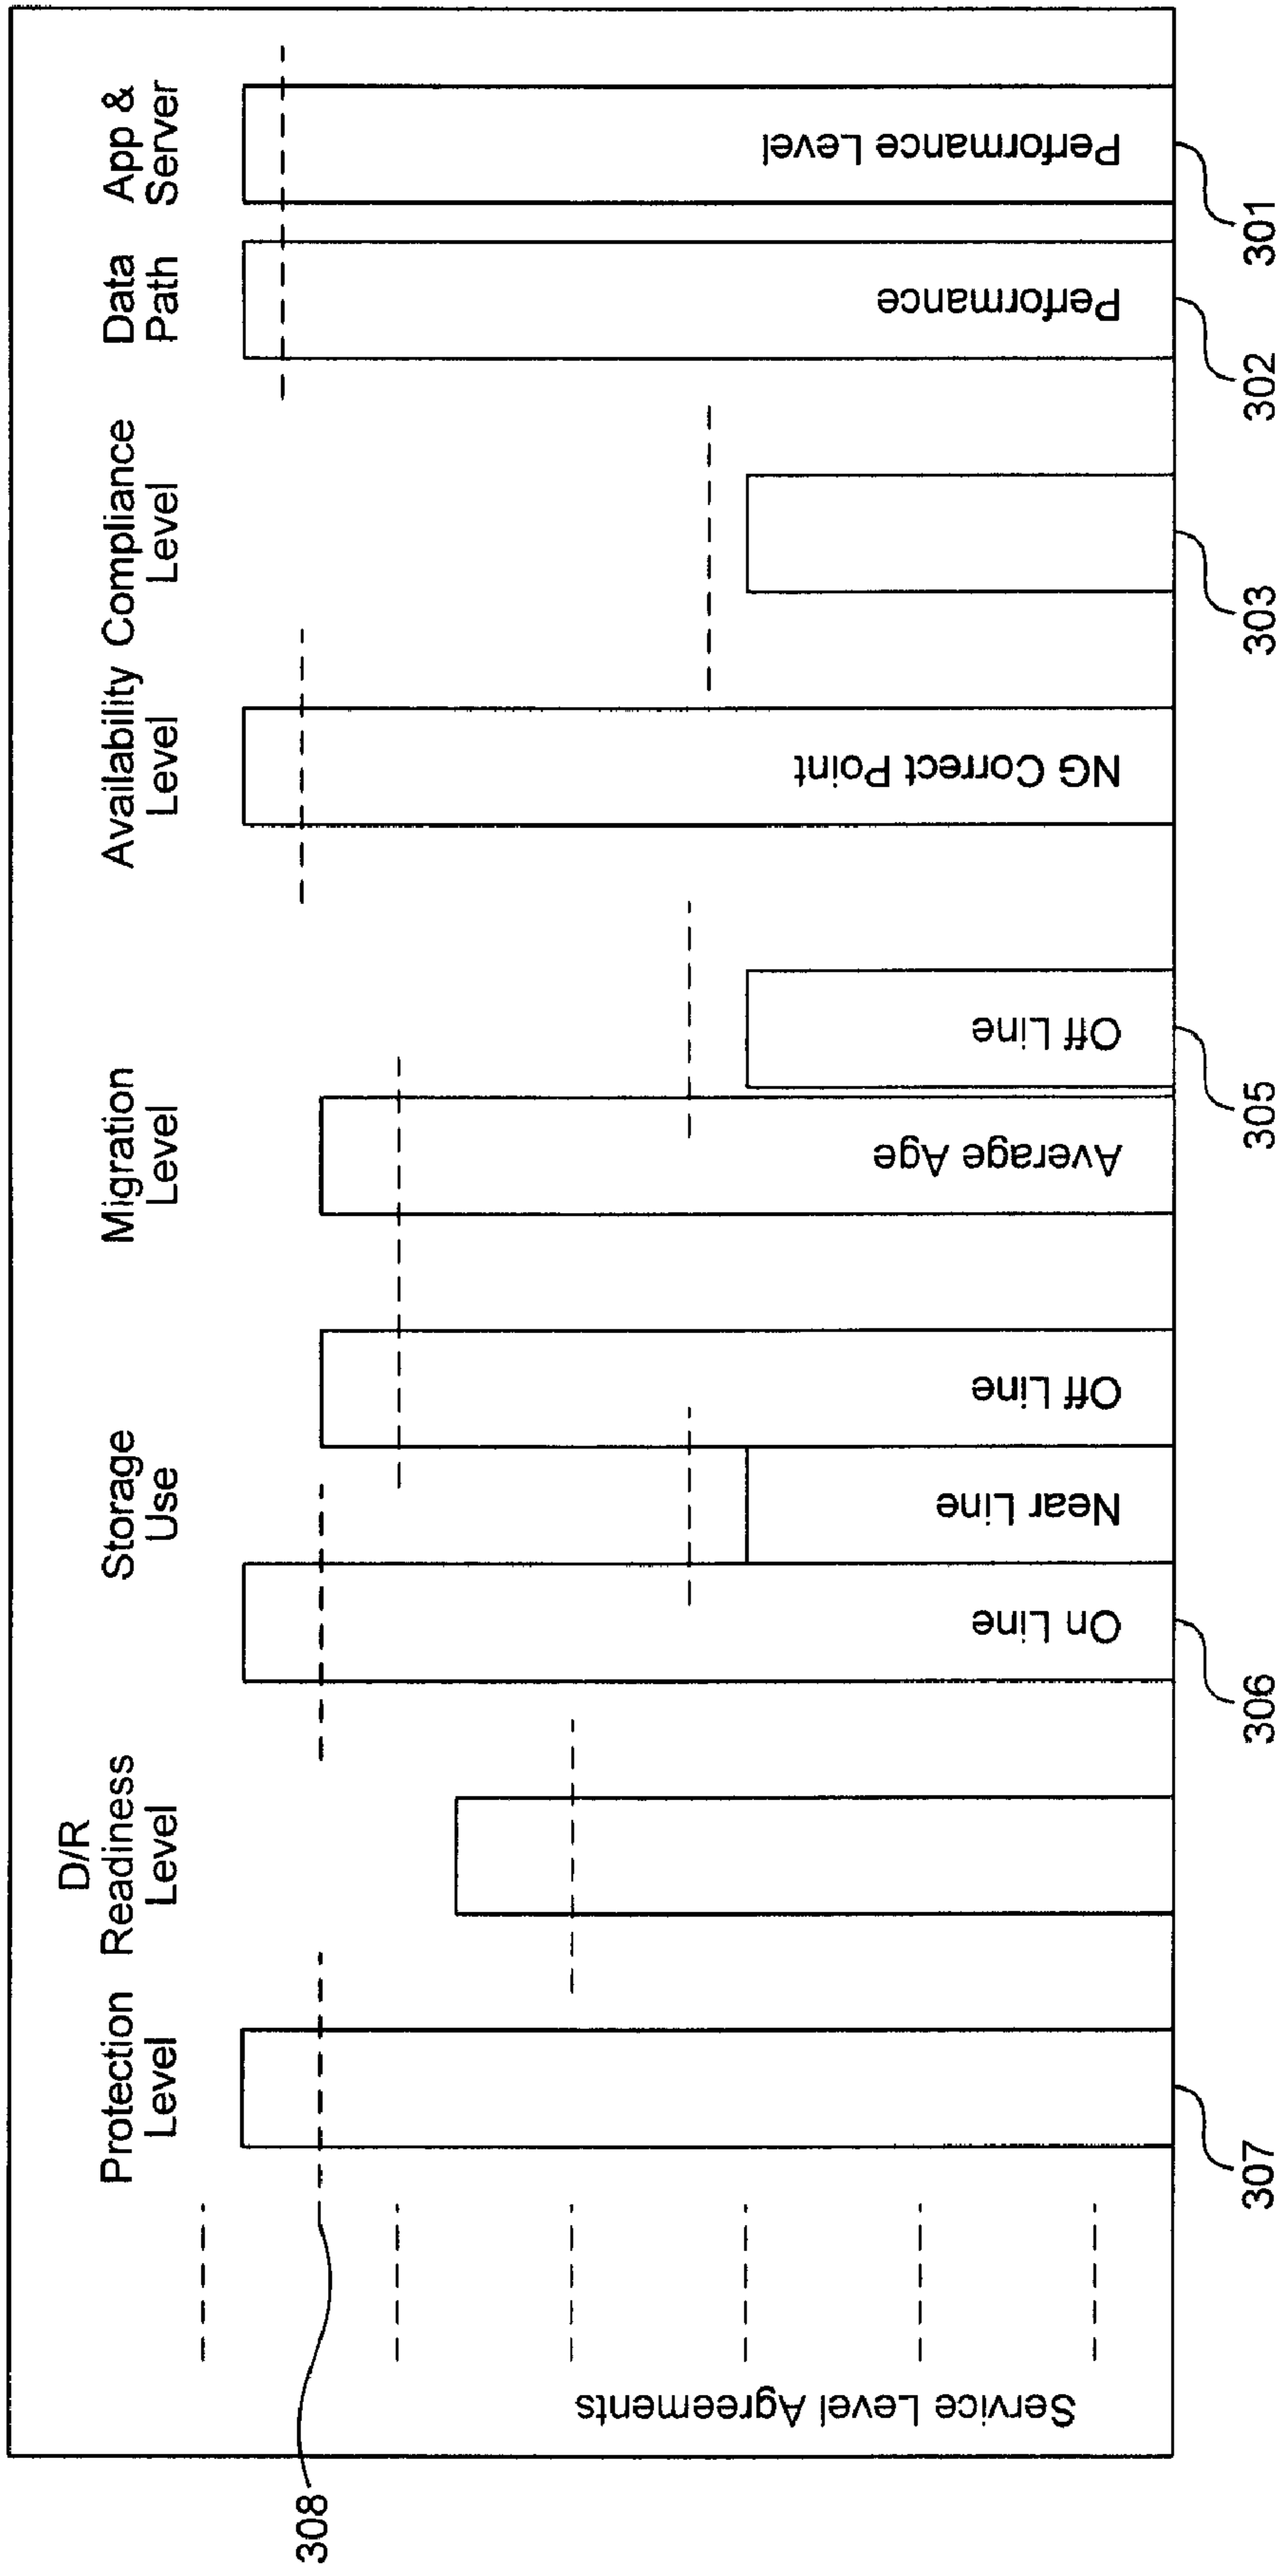 Protection
Level
D/R
Readiness
Level
Storage
Use
Migration
Level
Availability
Level
Compliance
Level
Data
Path
App &
Server
Service Level Agreements
On Line
Near Line
Off Line
Average Age
Off Line
NG Correct Point
Performance
Performance Level
308
307
306
305
303
302
301